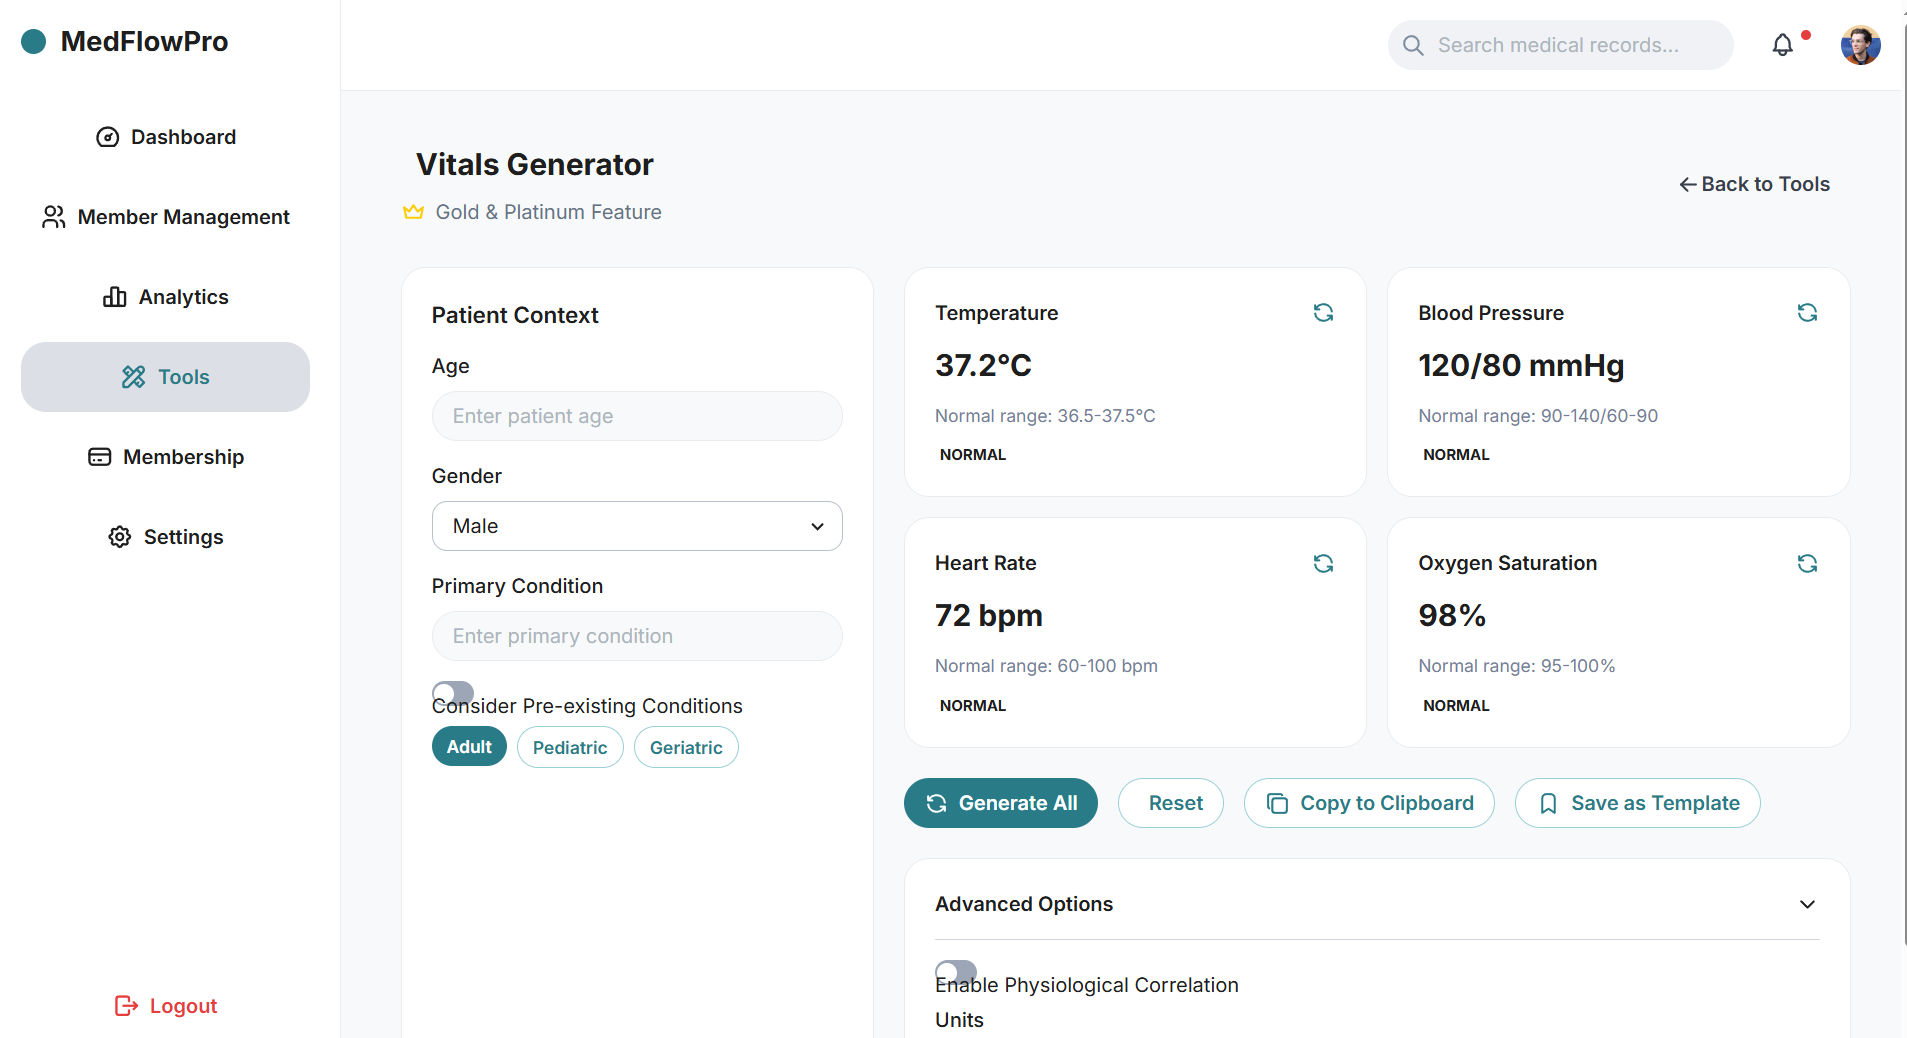 MedFlowPro
Search medical records...
Dashboard
Member Management
Analytics
Tools
Membership
Settings
Logout
Vitals Generator
Gold & Platinum Feature
Back to Tools
Patient Context
Age
Enter patient age
Gender
Male
Primary Condition
Enter primary condition
Consider Pre-existing Conditions
Adult Pediatric Geriatric
Temperature
37.2°C
Normal range: 36.5-37.5°C
NORMAL
Blood Pressure
120/80 mmHg
Normal range: 90-140/60-90
NORMAL
Heart Rate
72 bpm
Normal range: 60-100 bpm
NORMAL
Oxygen Saturation
98%
Normal range: 95-100%
NORMAL
Generate All Reset Copy to Clipboard Save as Template
Advanced Options
Enable Physiological Correlation
Units